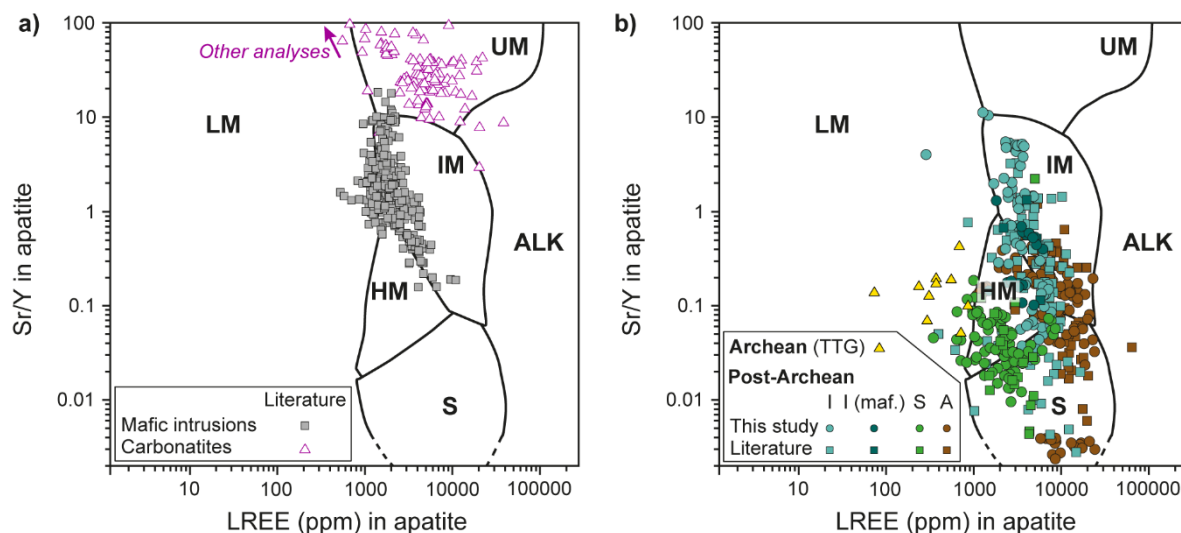 a)
100
10
1
0.1
0.01
Sr/Y in apatite
Other analyses
UM
LM
IM
ALK
HM
S
Literature
Mafic intrusions
Carbonatites
10 100 1000 10000 100000
LREE (ppm) in apatite
b)
100
10
1
0.1
0.01
Sr/Y in apatite
UM
LM
IM
ALK
HM
S
Archean (TTG)
Post-Archean
I I (maf.) S A
This study
Literature
10 100 1000 10000 100000
LREE (ppm) in apatite